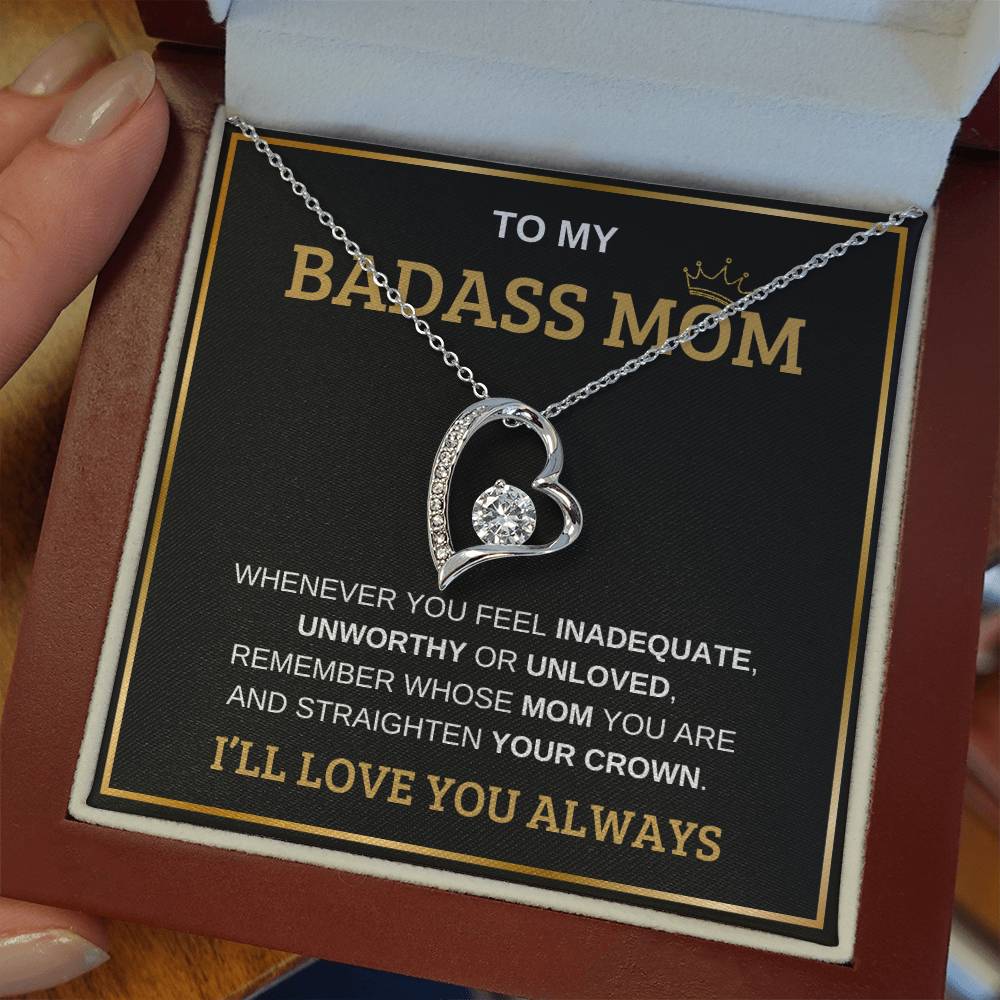 TO MY
BADASS MOM
WHENEVER YOU FEEL INADEQUATE,
UNWORTHY OR UNLOVED,
REMEMBER WHOSE MOM YOU ARE
AND STRAIGHTEN YOUR CROWN.
I'LL LOVE YOU ALWAYS